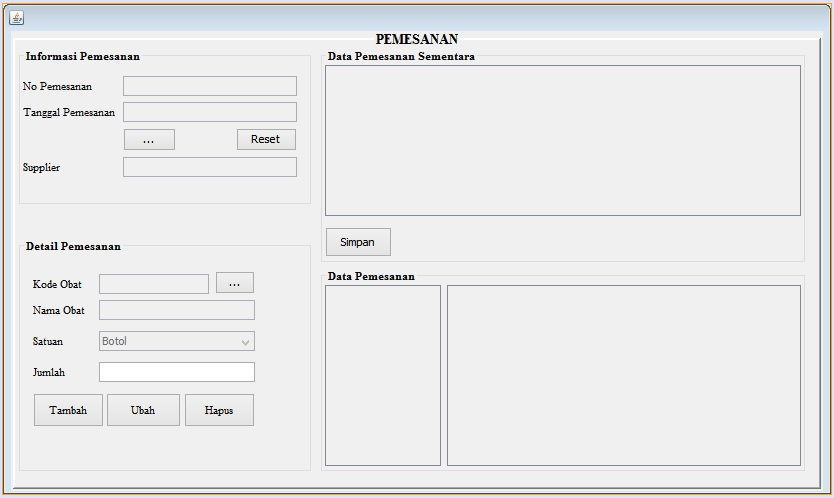 PEMESANAN
Informasi Pemesanan
No Pemesanan
Tanggal Pemesanan
... Reset
Supplier
Detail Pemesanan
Kode Obat ...
Nama Obat
Satuan Botol
Jumlah
Tambah Ubah Hapus
Data Pemesanan Sementara
Simpan
Data Pemesanan